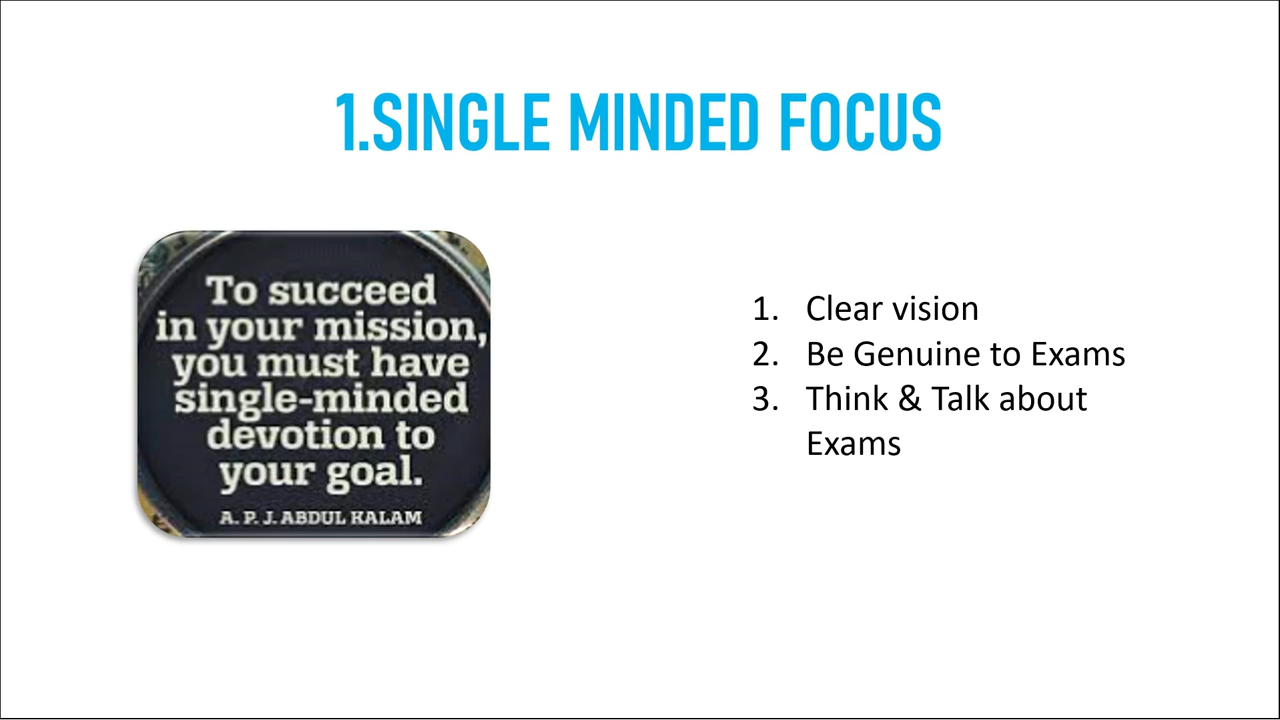 1.SINGLE MINDED FOCUS
To succeed
in your mission,
you must have
single-minded
devotion to
your goal.
A. P. J. ABDUL KALAM
1. Clear vision
2. Be Genuine to Exams
3. Think & Talk about
Exams